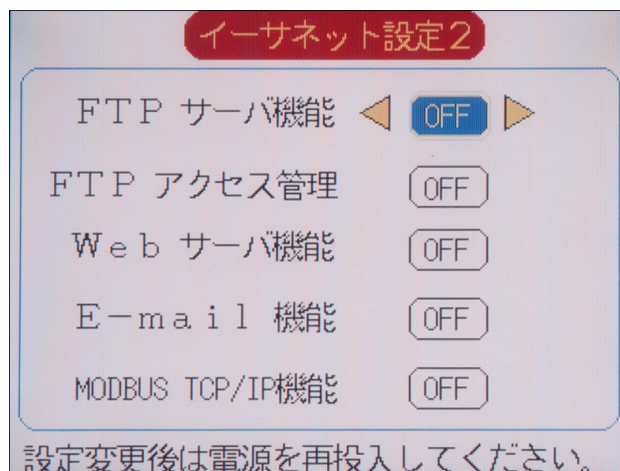 イーサネット設定2
FTP サーバ機能 OFF
FTP アクセス管理 OFF
Web サーバ機能 OFF
E-mail 機能 OFF
MODBUS TCP/IP機能 OFF
設定変更後は電源を再投入してください。